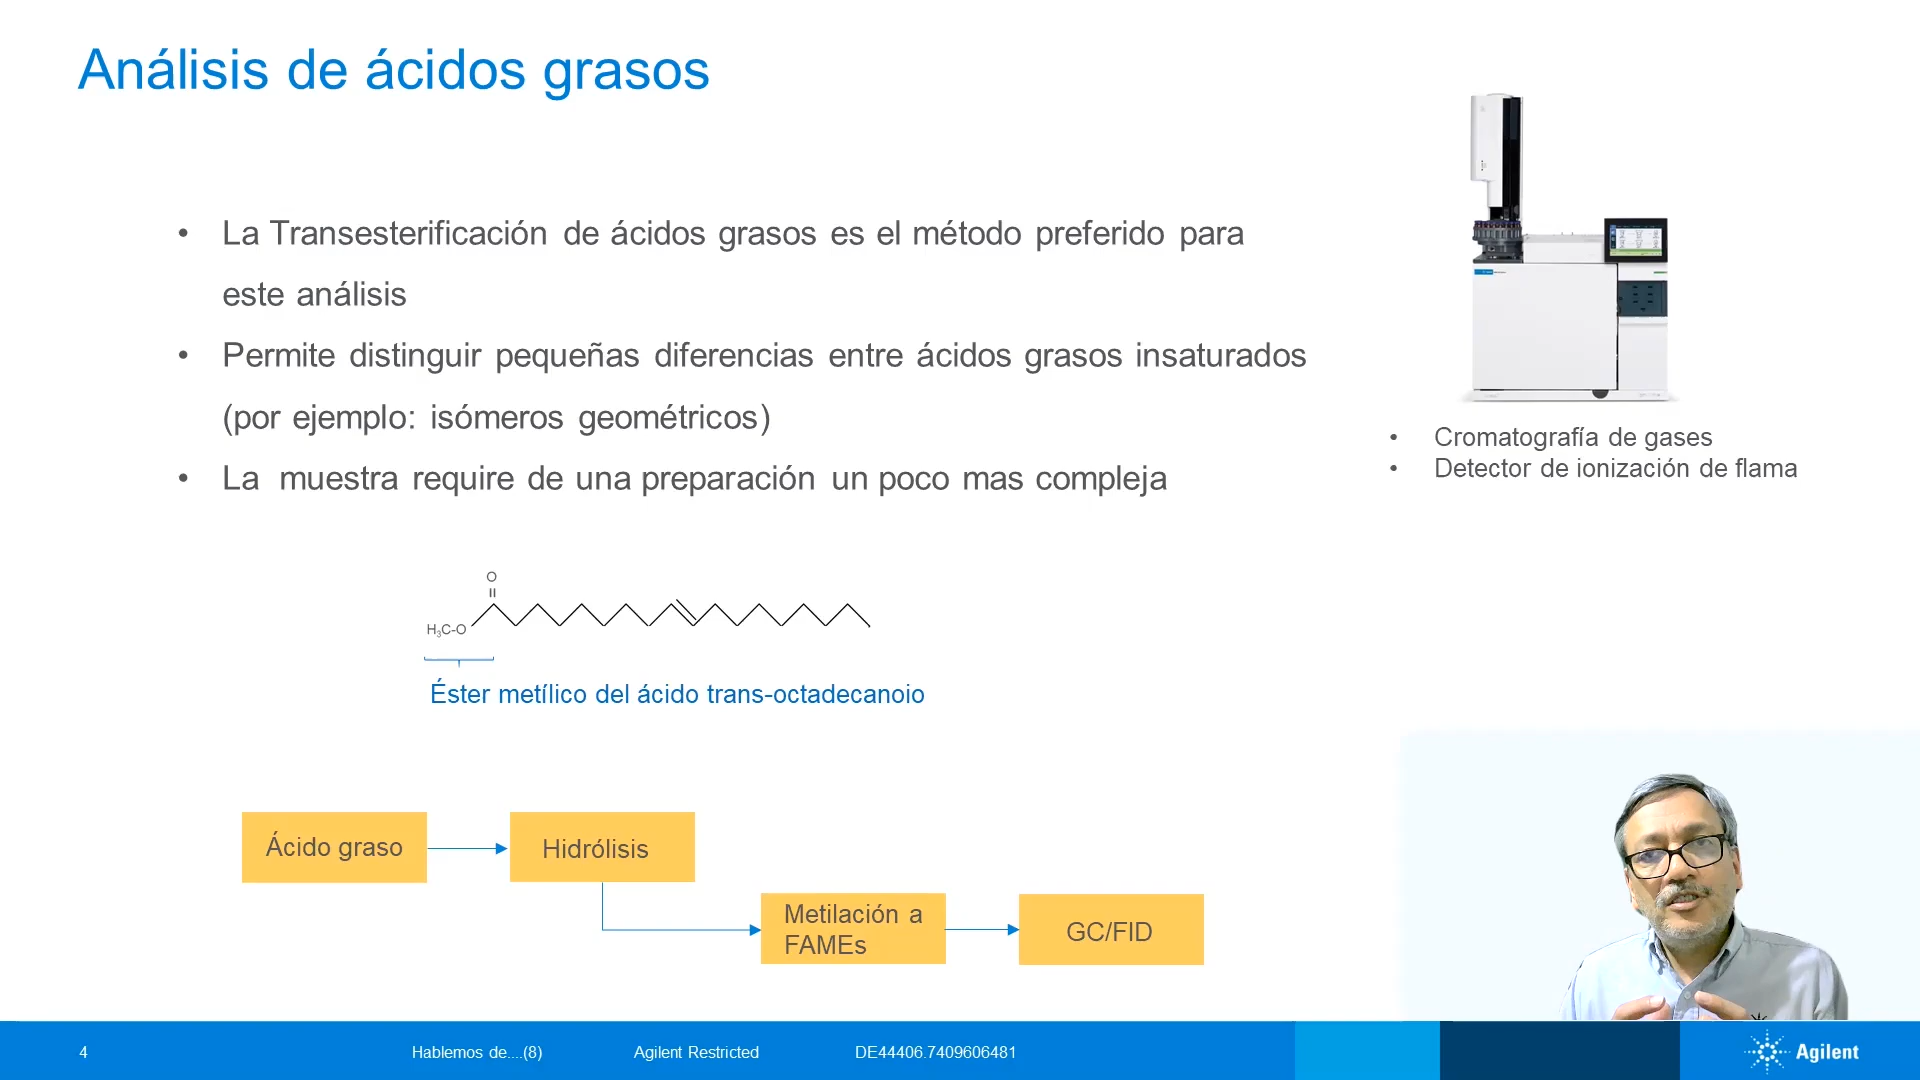 Análisis de ácidos grasos
• La Transesterificación de ácidos grasos es el método preferido para
este análisis
• Permite distinguir pequeñas diferencias entre ácidos grasos insaturados
(por ejemplo: isómeros geométricos)
• La muestra require de una preparación un poco mas compleja
• Cromatografía de gases
• Detector de ionización de flama
O
H₃C-O
Éster metílico del ácido trans-octadecanoio
Ácido graso
Hidrólisis
Metilación a
FAMEs
GC/FID
4
Hablemos de....(8)
Agilent Restricted
DE44406.7409606481
Agilent